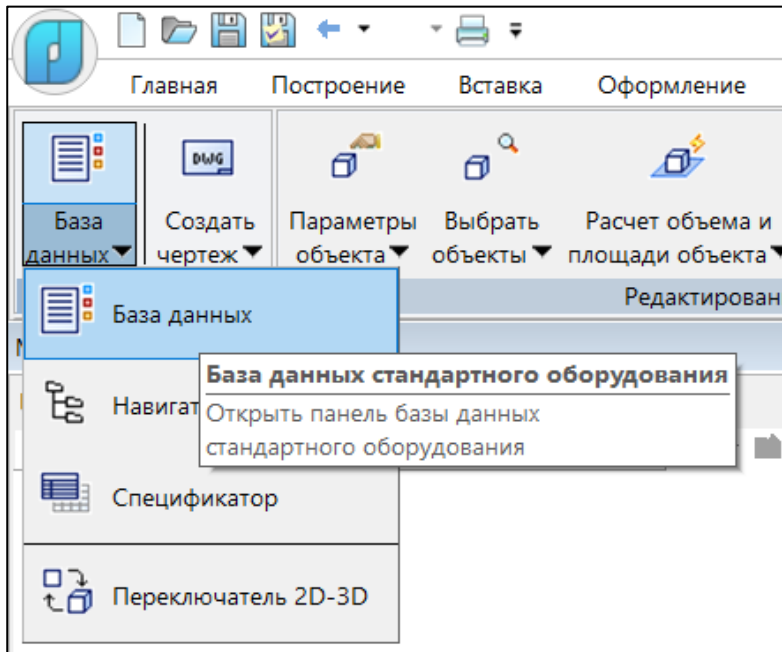 Главная Построение Вставка Оформление
DWG
База Создать Параметры Выбрать Расчет объема и
данных чертеж объекта объекты площади объекта
Редактирован
База данных
База данных стандартного оборудования
Навигат
Открыть панель базы данных
стандартного оборудования
Спецификатор
Переключатель 2D-3D